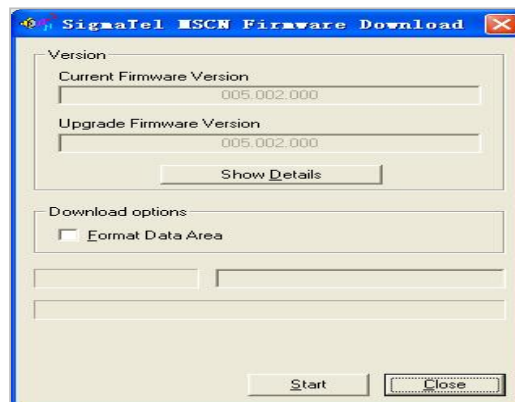 SigmaTel MSCN Firmware Download
Version
Current Firmware Version
005.002.000
Upgrade Firmware Version
005.002.000
Show Details
Download options
Format Data Area
Start
Close